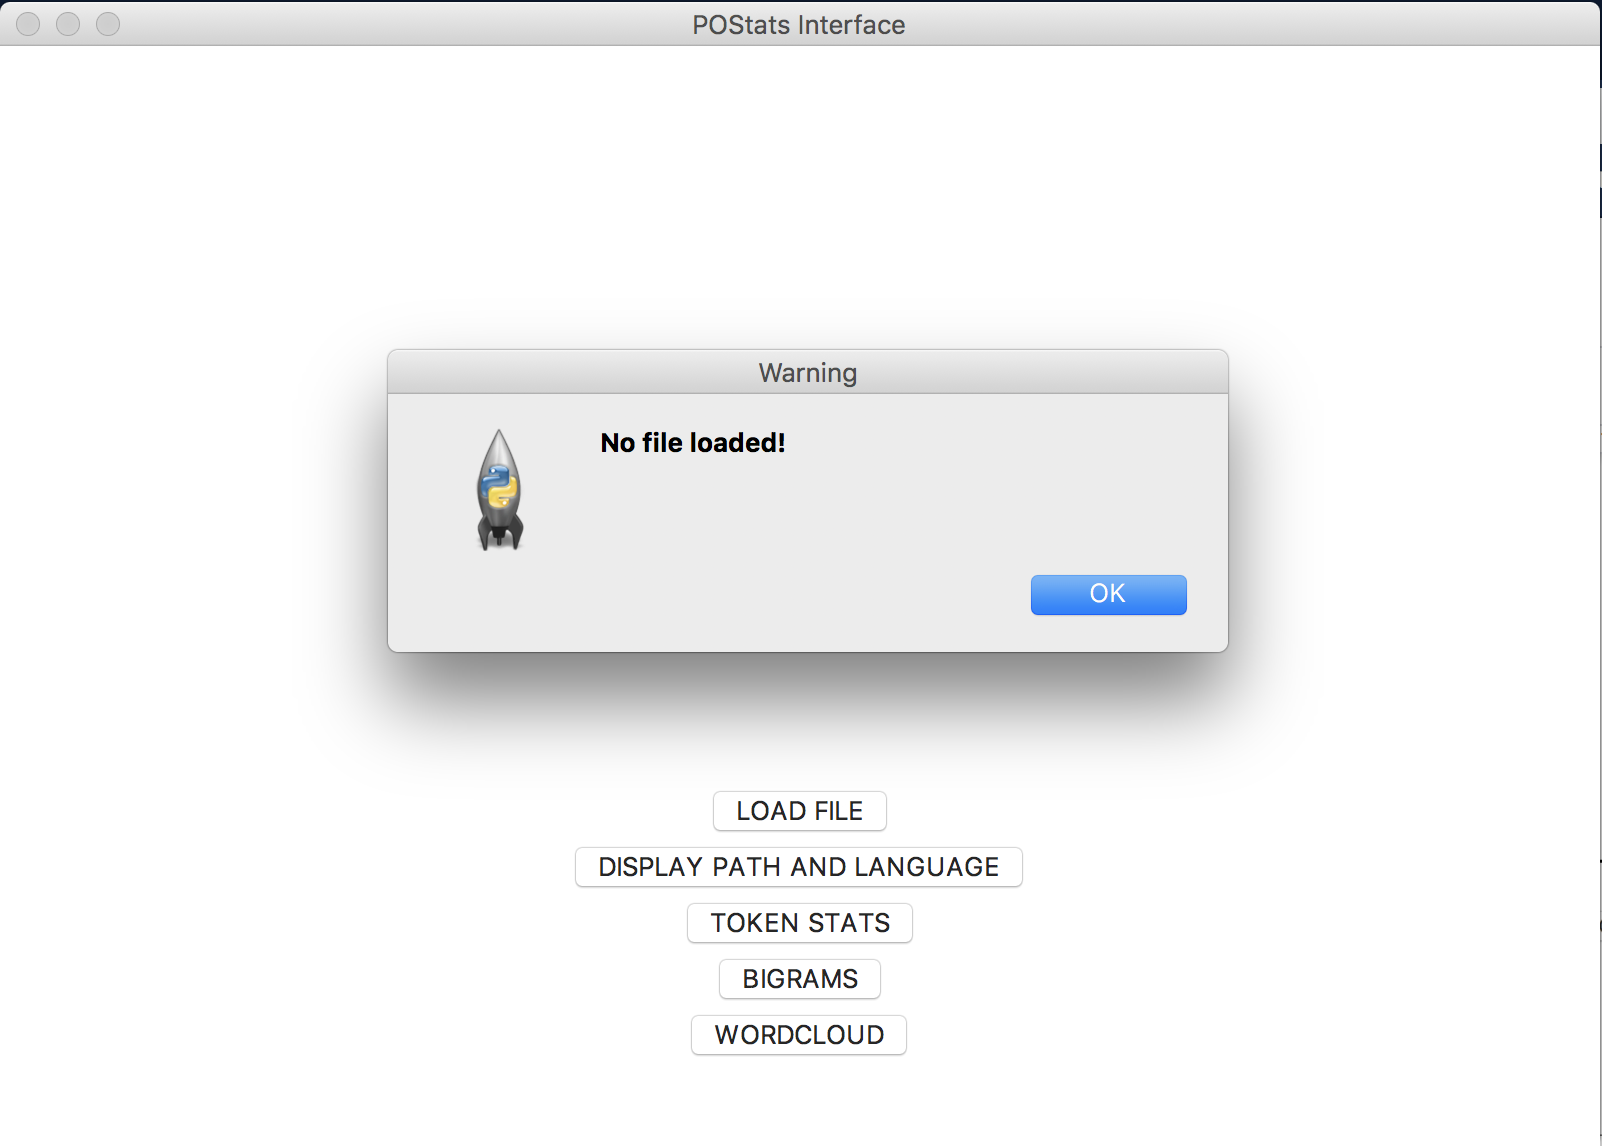 POStats Interface
Warning
No file loaded!
OK
LOAD FILE
DISPLAY PATH AND LANGUAGE
TOKEN STATS
BIGRAMS
WORDCLOUD